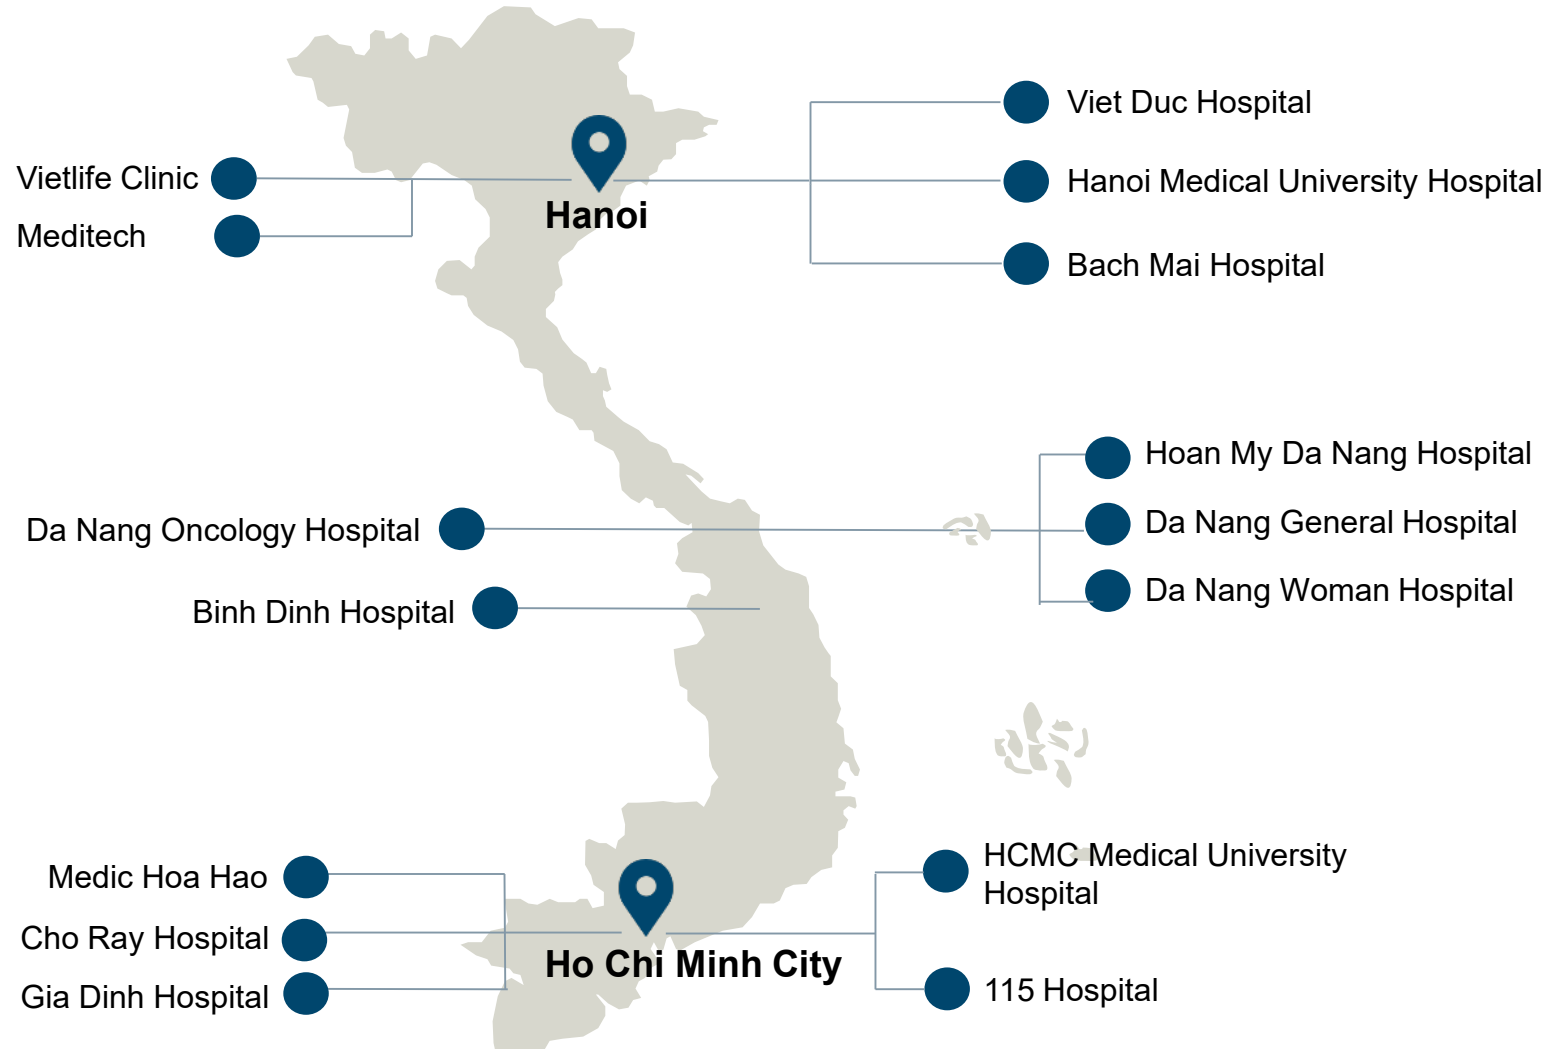 Viet Duc Hospital
Vietlife Clinic
Hanoi Medical University Hospital
Hanoi
Meditech
Bach Mai Hospital
Hoan My Da Nang Hospital
Da Nang Oncology Hospital
Da Nang General Hospital
Binh Dinh Hospital
Da Nang Woman Hospital
Medic Hoa Hao
HCMC Medical University
Hospital
Cho Ray Hospital
Ho Chi Minh City
Gia Dinh Hospital
115 Hospital